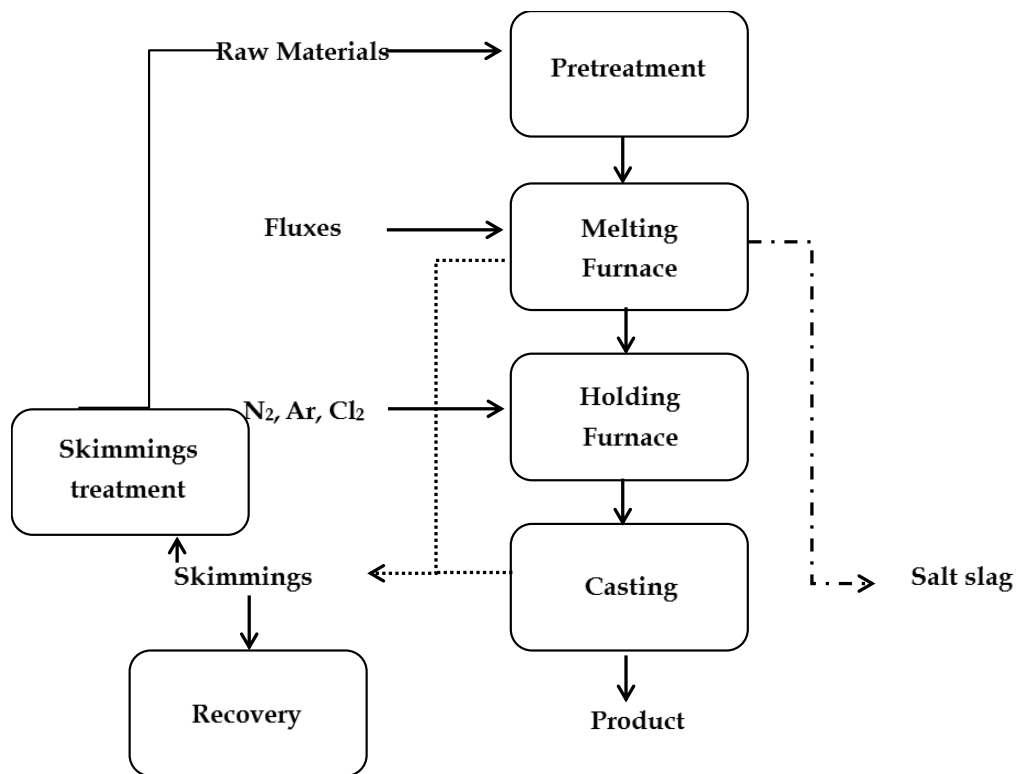 Raw Materials
Pretreatment
Fluxes
Melting
Furnace
N₂, Ar, Cl₂
Holding
Furnace
Skimmings
treatment
Skimmings
Casting
Salt slag
Recovery
Product